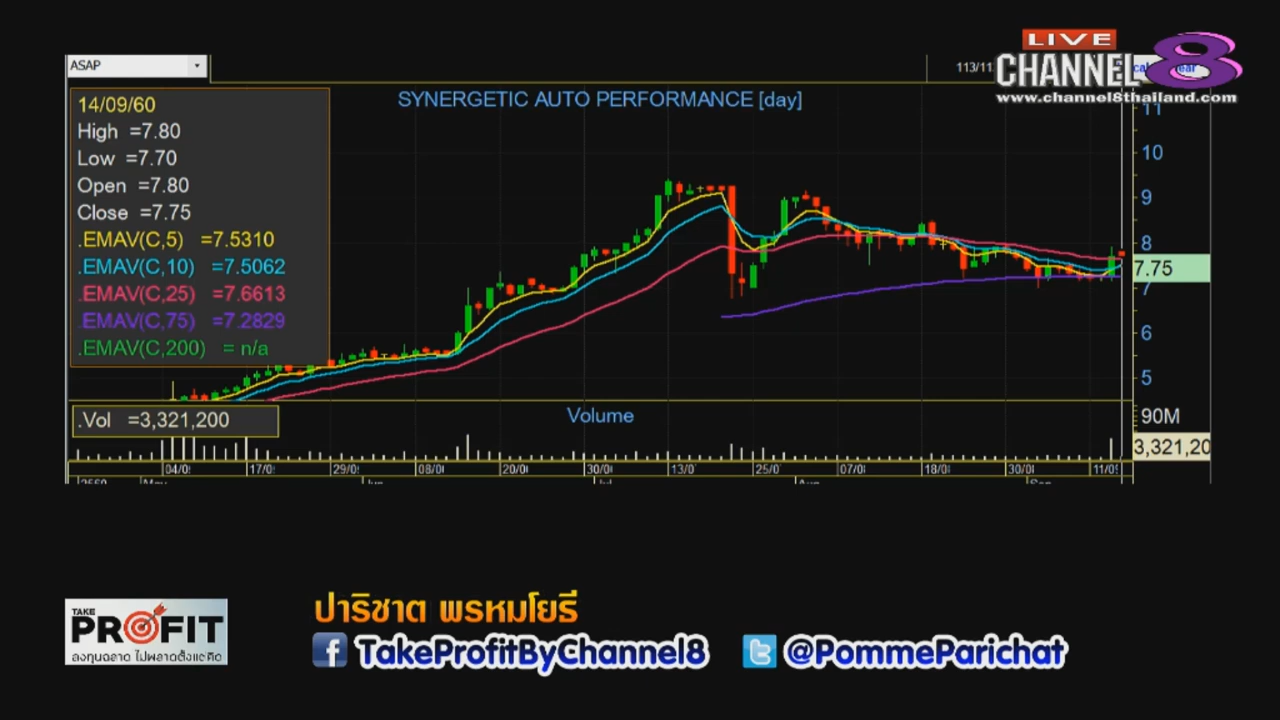 ASAP
113/11
LIVE
CHANNEL 8
www.channel8thailand.com
SYNERGETIC AUTO PERFORMANCE [day]
14/09/60
High =7.80
Low =7.70
Open =7.80
Close =7.75
.EMAV(C,5) =7.5310
.EMAV(C,10) =7.5062
.EMAV(C,25) =7.6613
.EMAV(C,75) =7.2829
.EMAV(C,200) = n/a
11
10
9
8
7.75
7
6
5
.Vol =3,321,200
Volume
90M
3,321,20
04/0 17/0 29/0 08/0 20/0 30/0 13/0 25/0 07/0 18/0 30/0 11/0
2560 May Jun Jul Aug Sep
TAKE
PROFIT
ลงทุนฉลาด ไม่พลาดตั้งแต่คิด
ปาริชาต พรหมโยธี
TakeProfitByChannel8 @PommeParichat